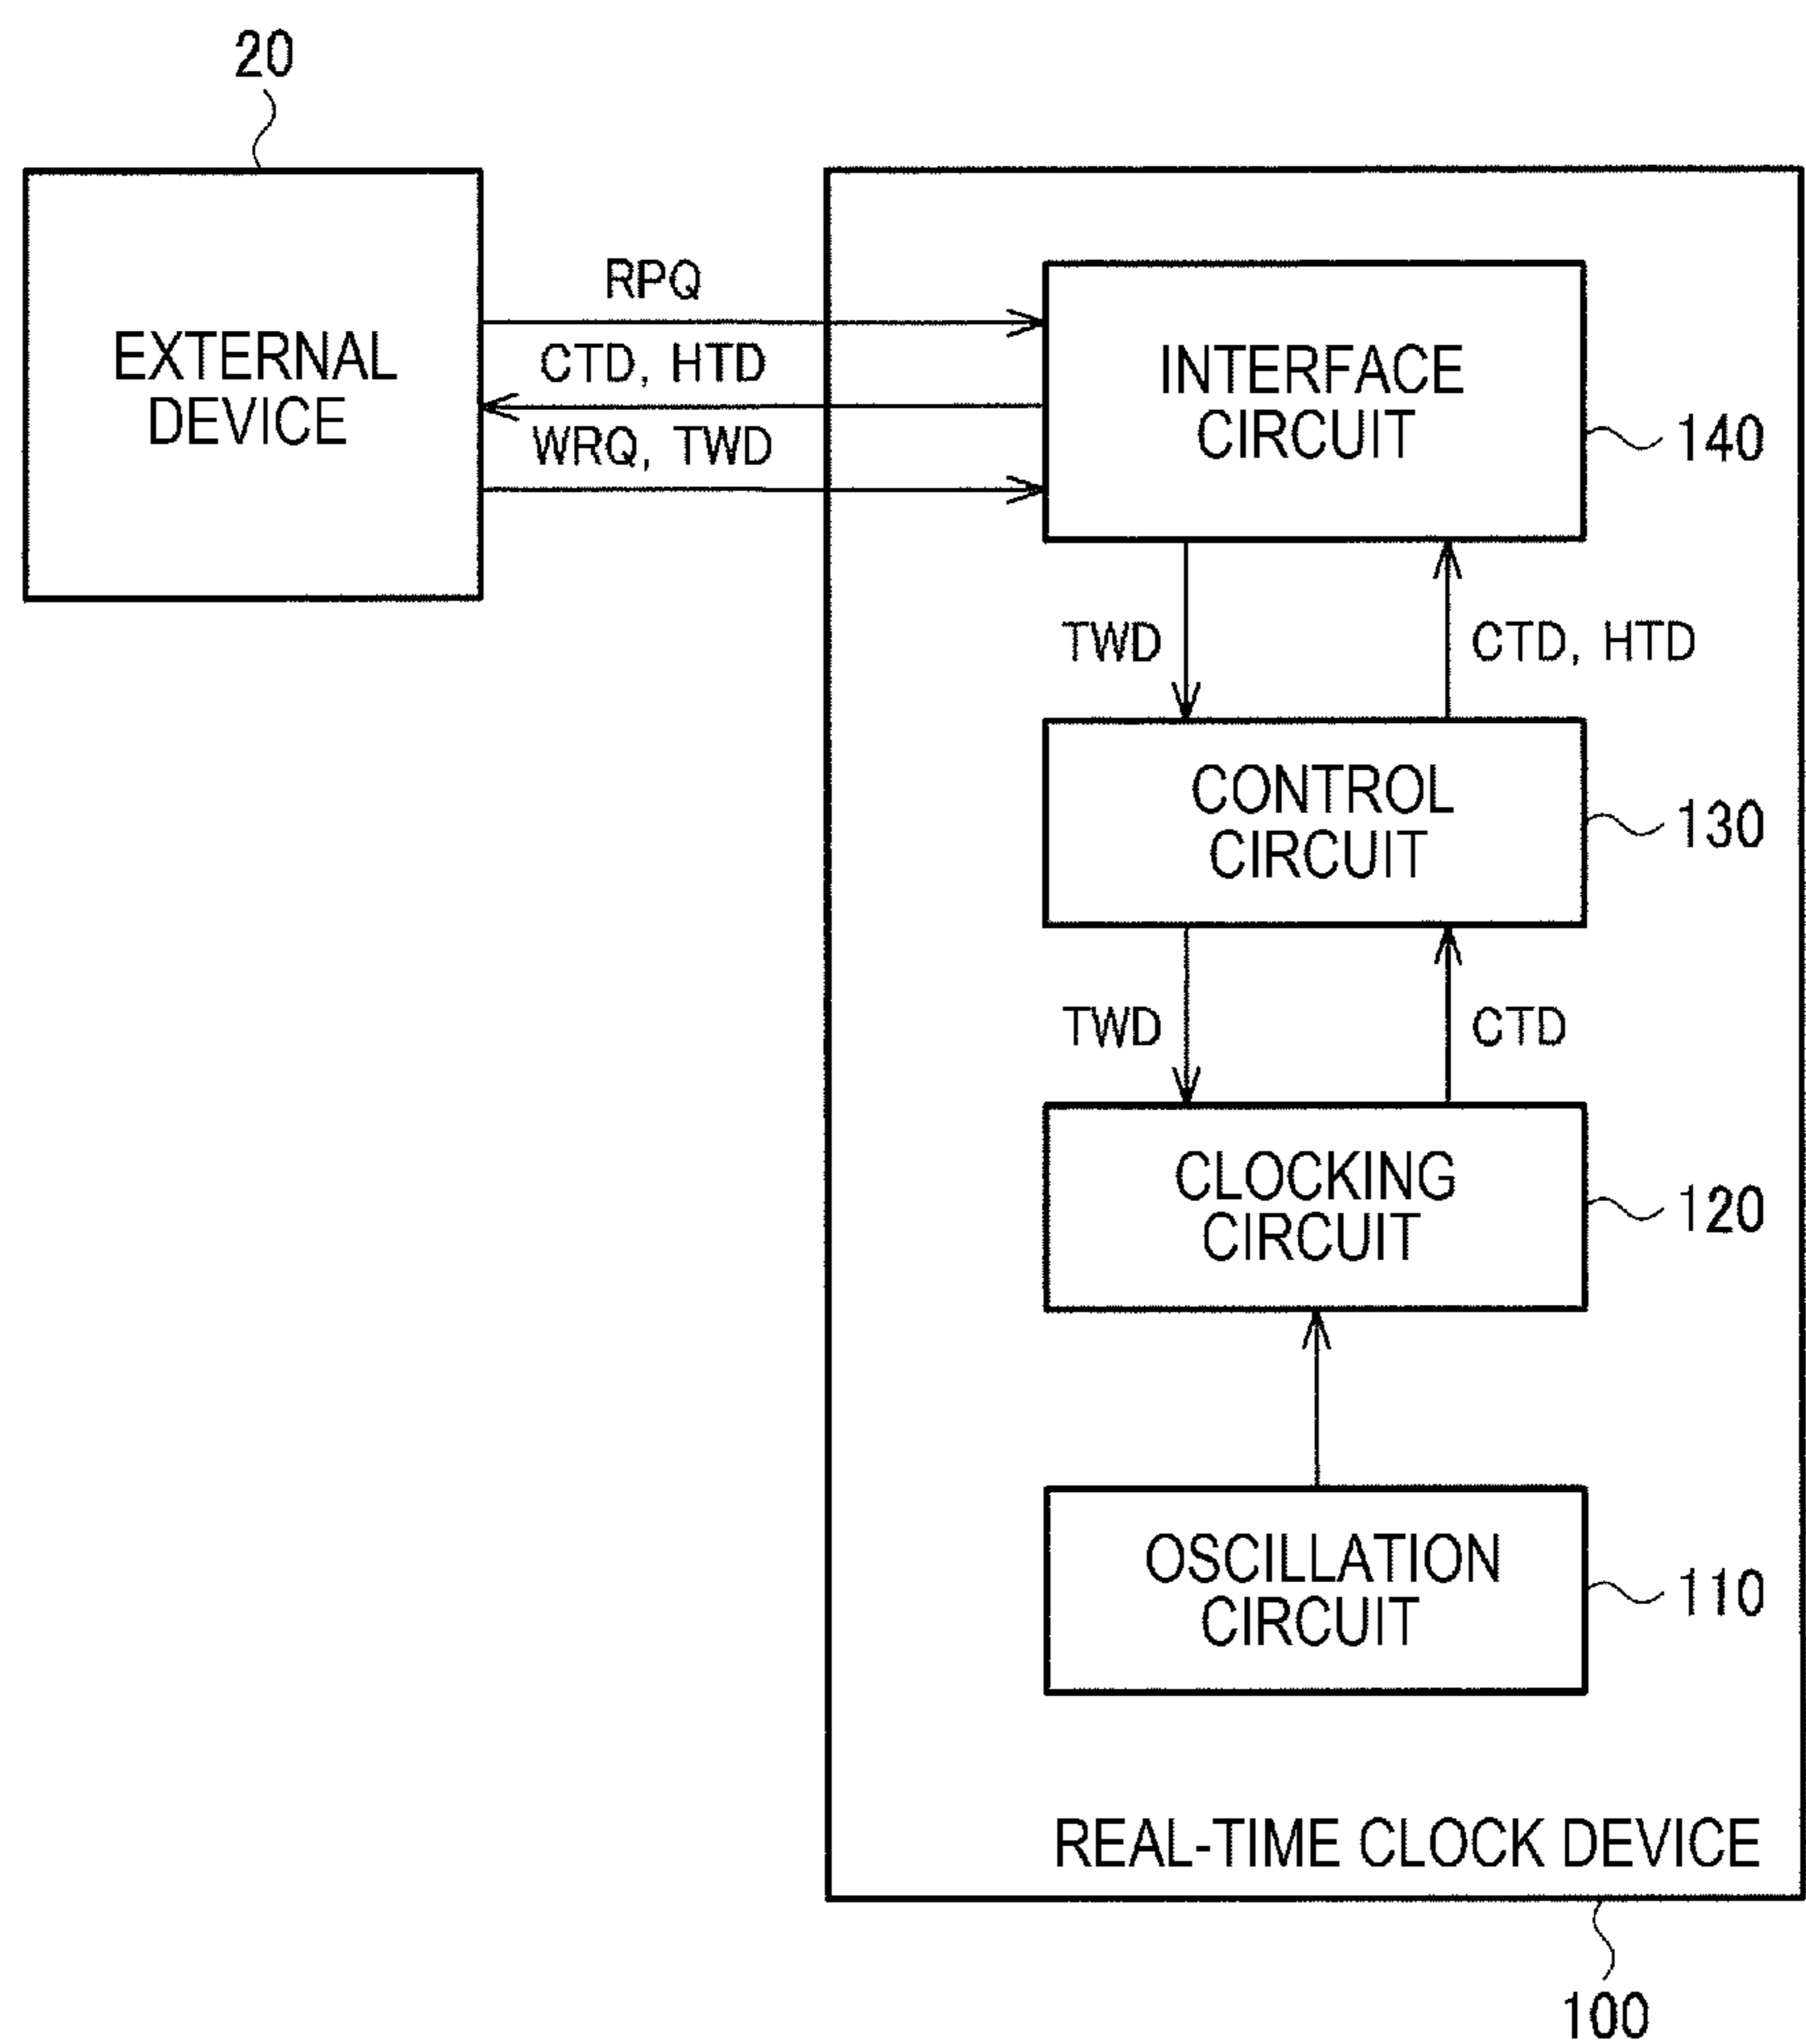 20
EXTERNAL
DEVICE
RPQ
CTD, HTD
WRQ, TWD
INTERFACE
CIRCUIT
140
TWD
CTD, HTD
CONTROL
CIRCUIT
130
TWD
CTD
CLOCKING
CIRCUIT
120
OSCILLATION
CIRCUIT
110
REAL-TIME CLOCK DEVICE
100